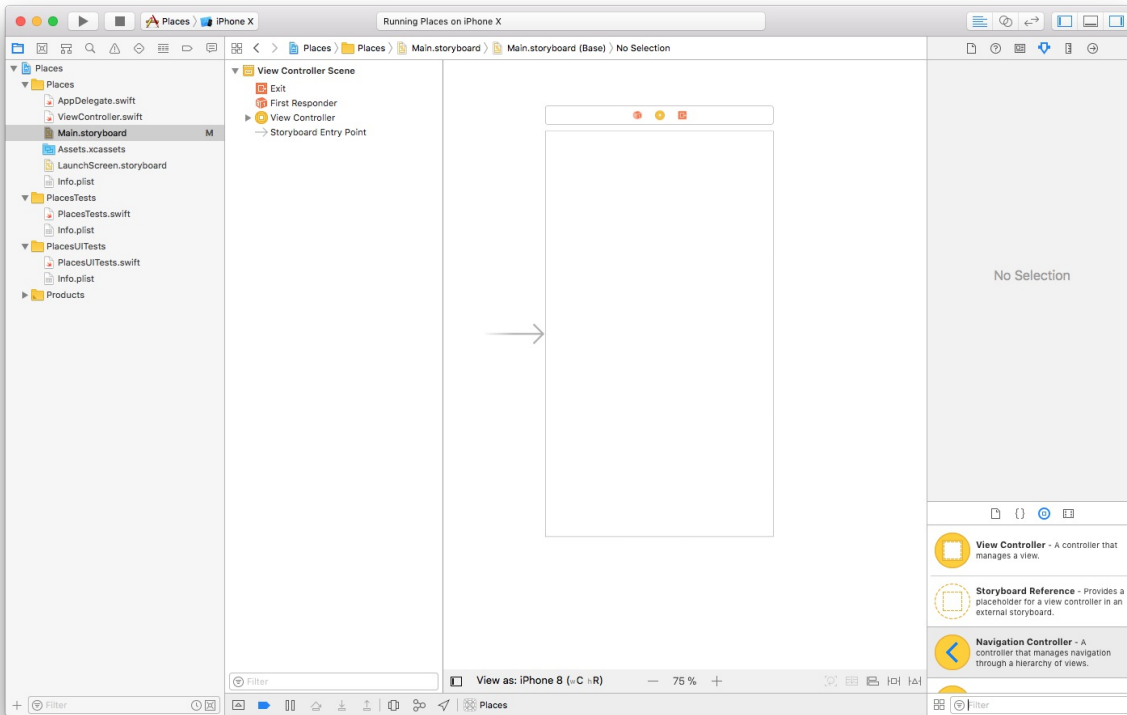 Places
iPhone X
Running Places on iPhone X
Places
Places
Main.storyboard
Main.storyboard (Base)
No Selection
Places
Places
AppDelegate.swift
ViewController.swift
Main.storyboard
M
Assets.xcassets
LaunchScreen.storyboard
Info.plist
PlacesTests
PlacesTests.swift
Info.plist
PlacesUITests
PlacesUITests.swift
Info.plist
Products
View Controller Scene
Exit
First Responder
View Controller
Storyboard Entry Point
No Selection
View Controller - A controller that
manages a view.
Storyboard Reference - Provides a
placeholder for a view controller in an
external storyboard.
Navigation Controller - A
controller that manages navigation
through a hierarchy of views.
Filter
View as: iPhone 8 (wC hR)
75 %
Filter
Places
Filter